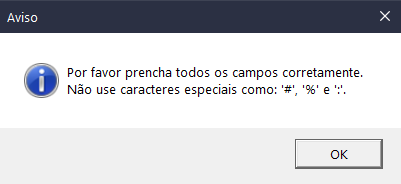 Aviso
Por favor prencha todos os campos corretamente.
Não use caracteres especiais como: '#', '%' e ':'.
OK